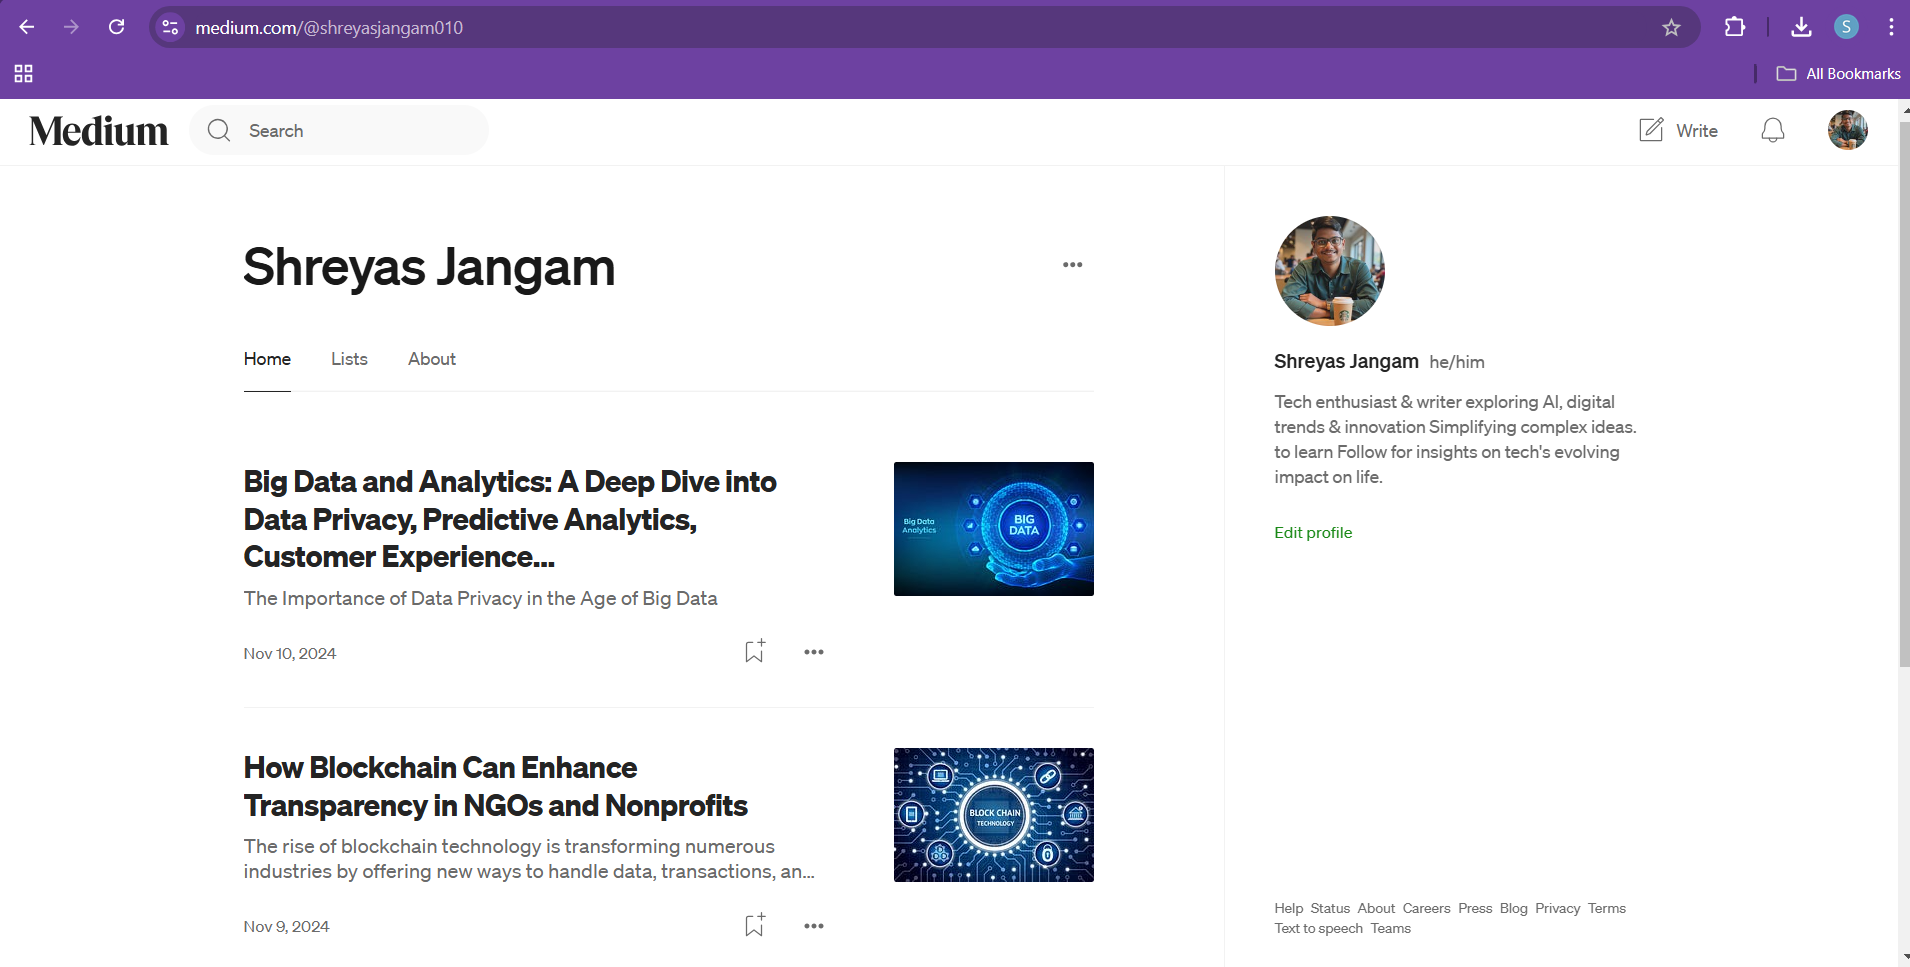 medium.com/@shreyasjangam010
S
All Bookmarks
Medium
Search
Write
Shreyas Jangam
Home Lists About
Big Data and Analytics: A Deep Dive into
Data Privacy, Predictive Analytics,
Customer Experience...
The Importance of Data Privacy in the Age of Big Data
Nov 10, 2024
Big Data
Analytics
BIG
DATA
How Blockchain Can Enhance
Transparency in NGOs and Nonprofits
The rise of blockchain technology is transforming numerous
industries by offering new ways to handle data, transactions, an...
Nov 9, 2024
BLOCK CHAIN
TECHNOLOGY
Shreyas Jangam he/him
Tech enthusiast & writer exploring AI, digital
trends & innovation Simplifying complex ideas.
to learn Follow for insights on tech's evolving
impact on life.
Edit profile
Help Status About Careers Press Blog Privacy Terms
Text to speech Teams